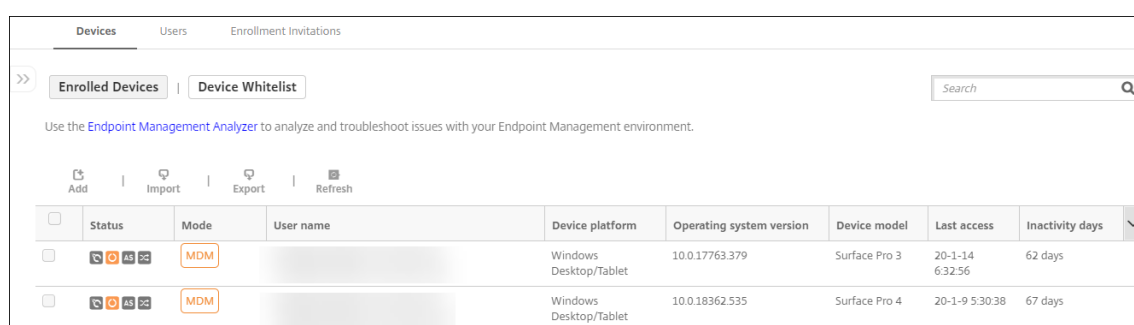 Devices Users Enrollment Invitations
Enrolled Devices | Device Whitelist Search
Use the Endpoint Management Analyzer to analyze and troubleshoot issues with your Endpoint Management environment.
Add | Import | Export | Refresh
Status Mode User name Device platform Operating system version Device model Last access Inactivity days
AS MDM Windows Desktop/Tablet 10.0.17763.379 Surface Pro 3 20-1-14 6:32:56 62 days
AS MDM Windows Desktop/Tablet 10.0.18362.535 Surface Pro 4 20-1-9 5:30:38 67 days